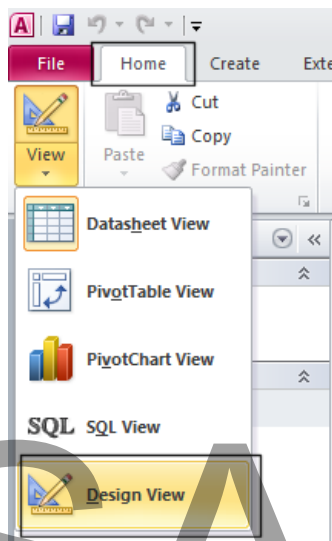 A
File Home Create Exte
View
Paste
Cut
Copy
Format Painter
Datasheet View
PivotTable View
PivotChart View
SQL SQL View
Design View
CA